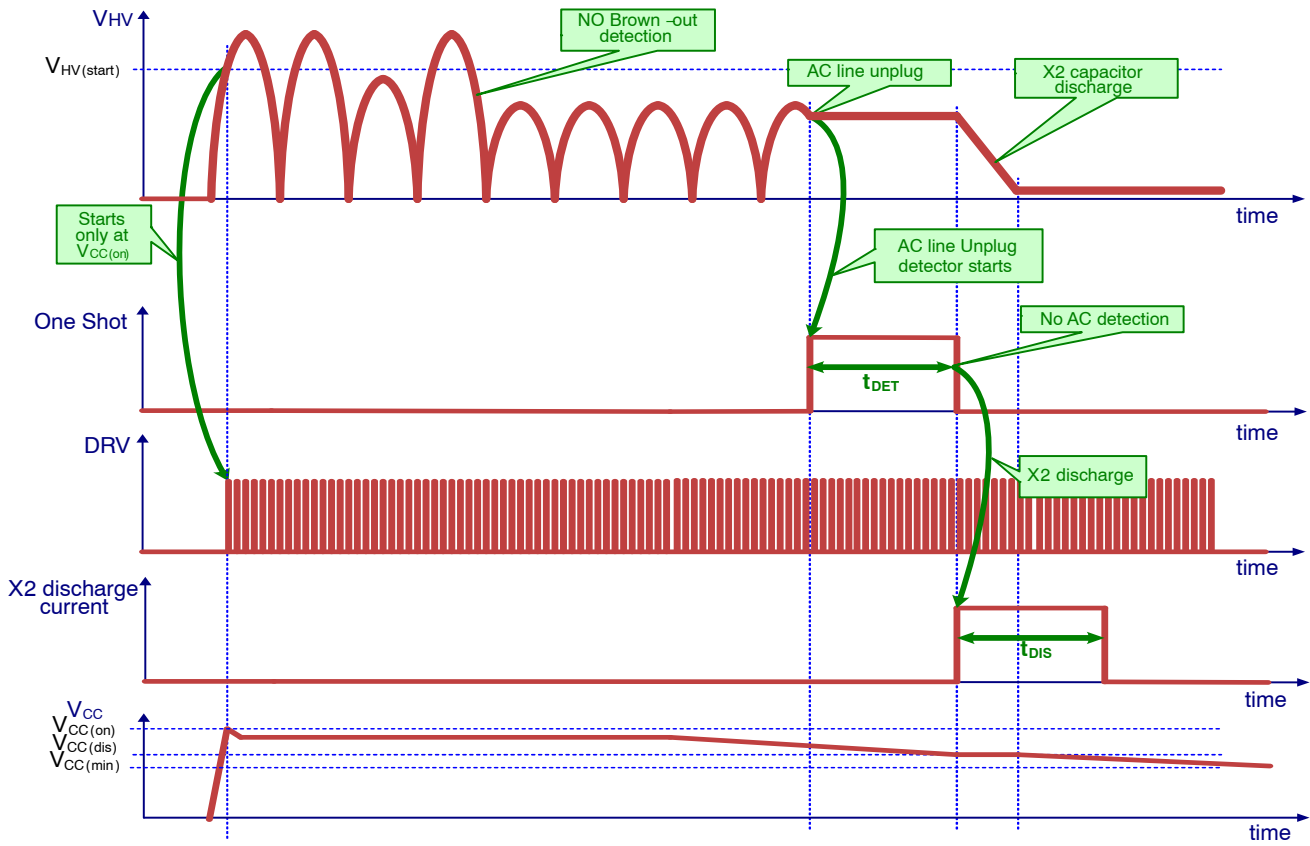 VHV
NO Brown –out
detection
VHV(start)
AC line unplug
X2 capacitor
discharge
time
Starts
only at
VCC(on)
AC line Unplug
detector starts
One Shot
No AC detection
tDET
time
DRV
X2 discharge
time
X2 discharge
current
tDIS
time
VCC
VCC(on)
VCC(dis)
VCC(min)
time